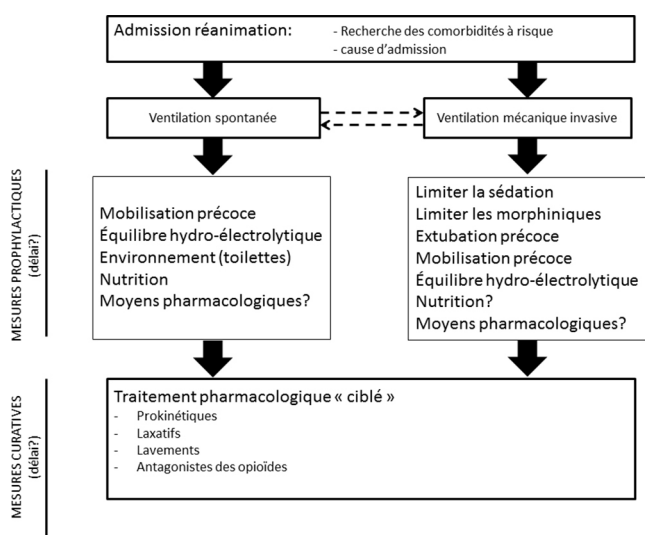 Admission réanimation: - Recherche des comorbidités à risque
- cause d'admission
Ventilation spontanée
Ventilation mécanique invasive
MESURES PROPHYLACTIQUES
(délai?)
Mobilisation précoce
Équilibre hydro-électrolytique
Environnement (toilettes)
Nutrition
Moyens pharmacologiques?
Limiter la sédation
Limiter les morphiniques
Extubation précoce
Mobilisation précoce
Équilibre hydro-électrolytique
Nutrition?
Moyens pharmacologiques?
MESURES CURATIVES
(délai?)
Traitement pharmacologique « ciblé »
- Prokinétiques
- Laxatifs
- Lavements
- Antagonistes des opioïdes